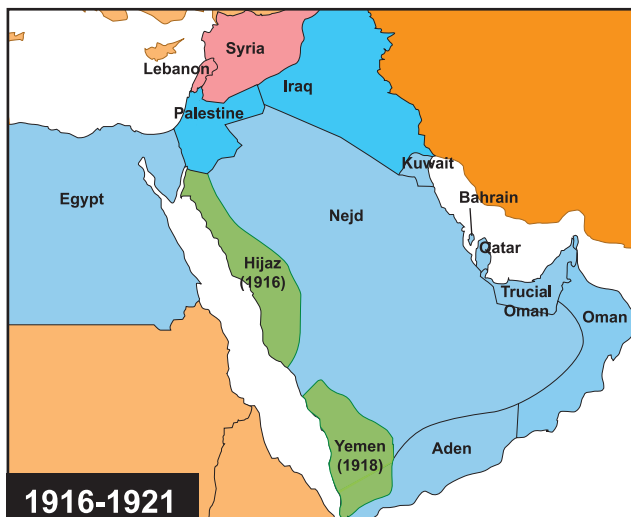 Syria
Lebanon
Iraq
Palestine
Kuwait
Egypt
Nejd
Bahrain
Qatar
Hijaz
(1916)
Trucial
Oman
Oman
Yemen
(1918)
Aden
1916-1921